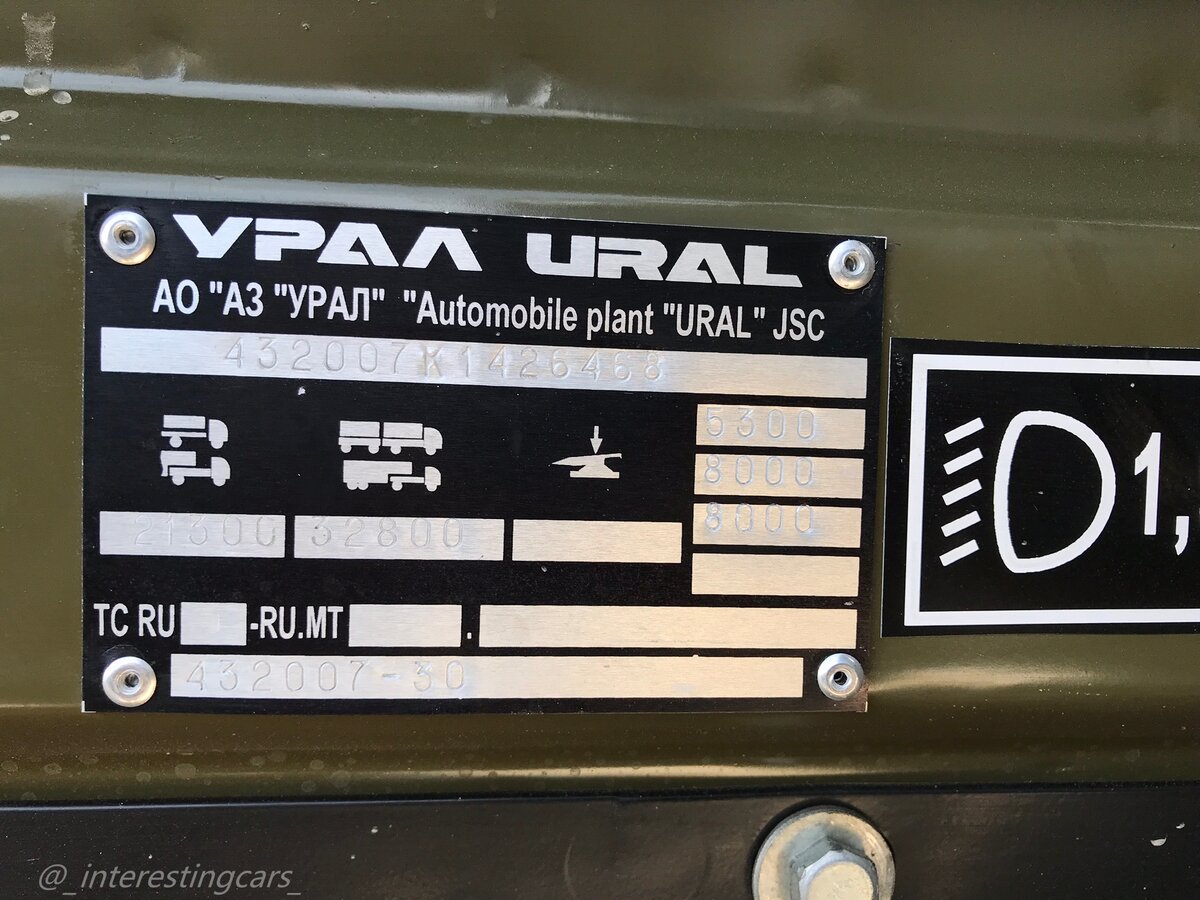 УРАЛ URAL
АО "АЗ "УРАЛ" "Automobile plant "URAL" JSC
432007K1426468
5300
8000
8000
21300 32800
TC RU -RU.MT .
432007-30
1,
@_interestingcars_